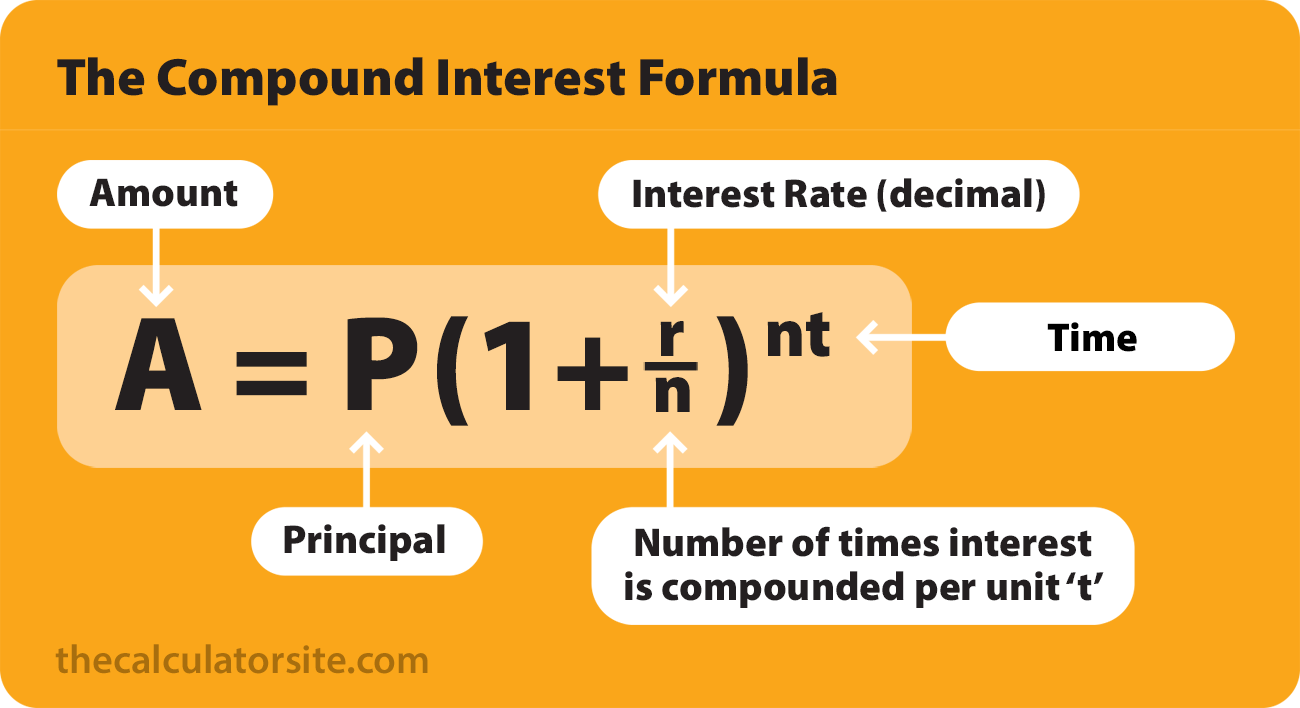 The Compound Interest Formula
Amount
Interest Rate (decimal)
A = P(1+r/n)^nt
Time
Principal
Number of times interest
is compounded per unit ‘t’
thecalculatorsite.com